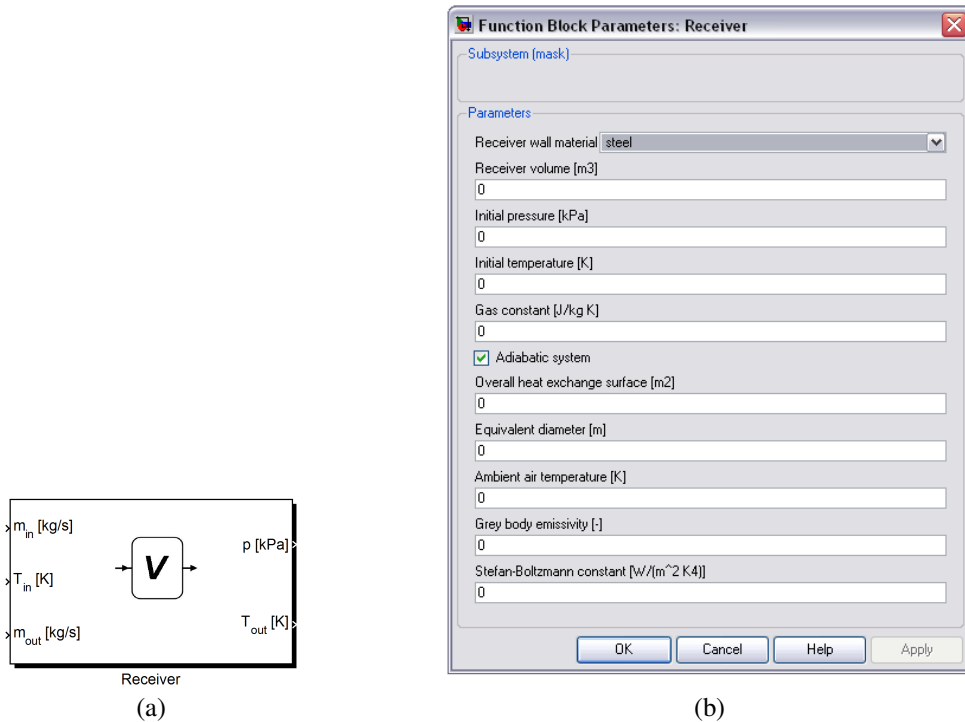 Function Block Parameters: Receiver
Subsystem (mask)
Parameters
Receiver wall material steel
Receiver volume [m3]
0
Initial pressure [kPa]
0
Initial temperature [K]
0
Gas constant [J/kg K]
0
Adiabatic system
Overall heat exchange surface [m2]
0
Equivalent diameter [m]
0
Ambient air temperature [K]
0
Grey body emissivity [-]
0
Stefan-Boltzmann constant [W/(m^2 K4)]
0
OK Cancel Help Apply
m_in [kg/s]
p [kPa]
V
T_in [K]
T_out [K]
m_out [kg/s]
Receiver
(a)
(b)